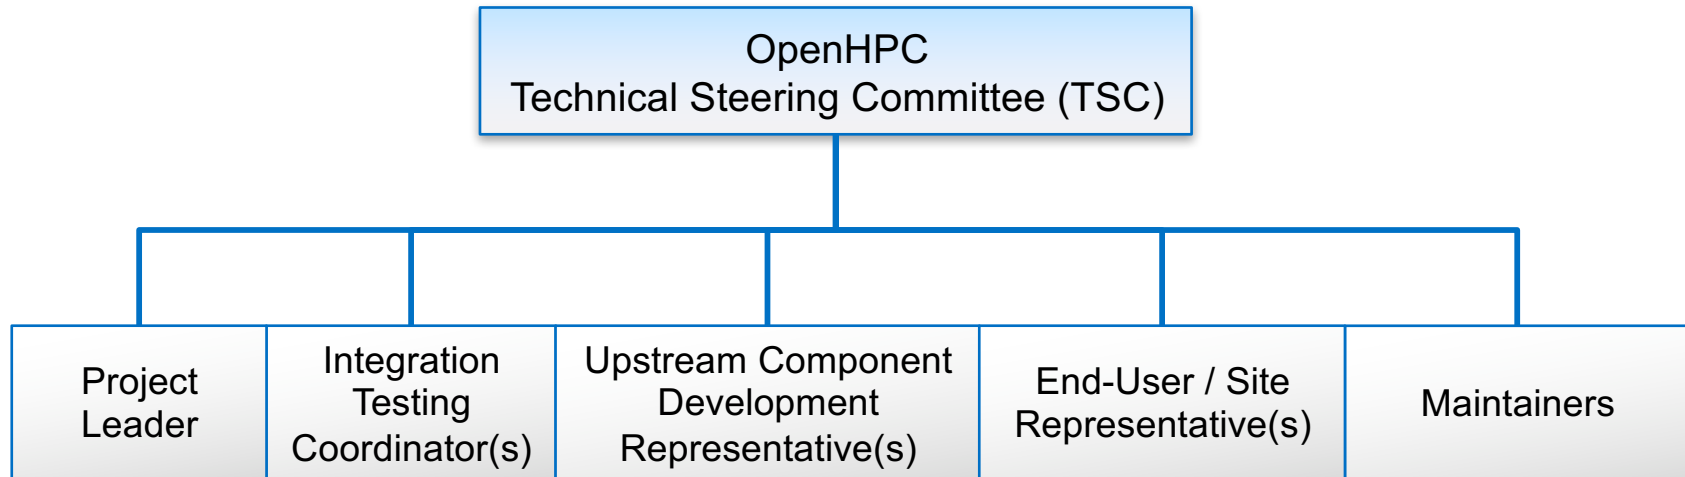 OpenHPC
Technical Steering Committee (TSC)
Project
Leader
Integration
Testing
Coordinator(s)
Upstream Component
Development
Representative(s)
End-User / Site
Representative(s)
Maintainers